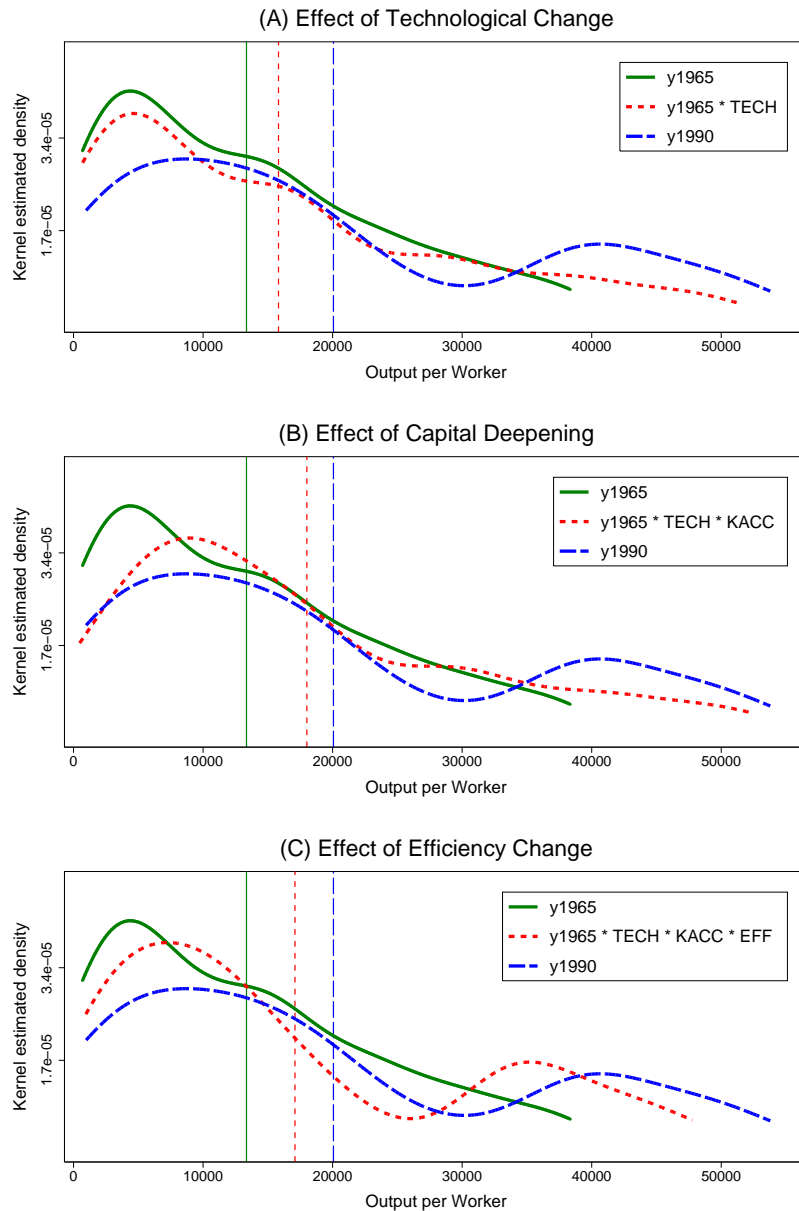 (A) Effect of Technological Change
y1965
y1965 * TECH
y1990
Kernel estimated density
3.4e−05
1.7e−05
0 10000 20000 30000 40000 50000
Output per Worker
(B) Effect of Capital Deepening
y1965
y1965 * TECH * KACC
y1990
Kernel estimated density
3.4e−05
1.7e−05
0 10000 20000 30000 40000 50000
Output per Worker
(C) Effect of Efficiency Change
y1965
y1965 * TECH * KACC * EFF
y1990
Kernel estimated density
3.4e−05
1.7e−05
0 10000 20000 30000 40000 50000
Output per Worker